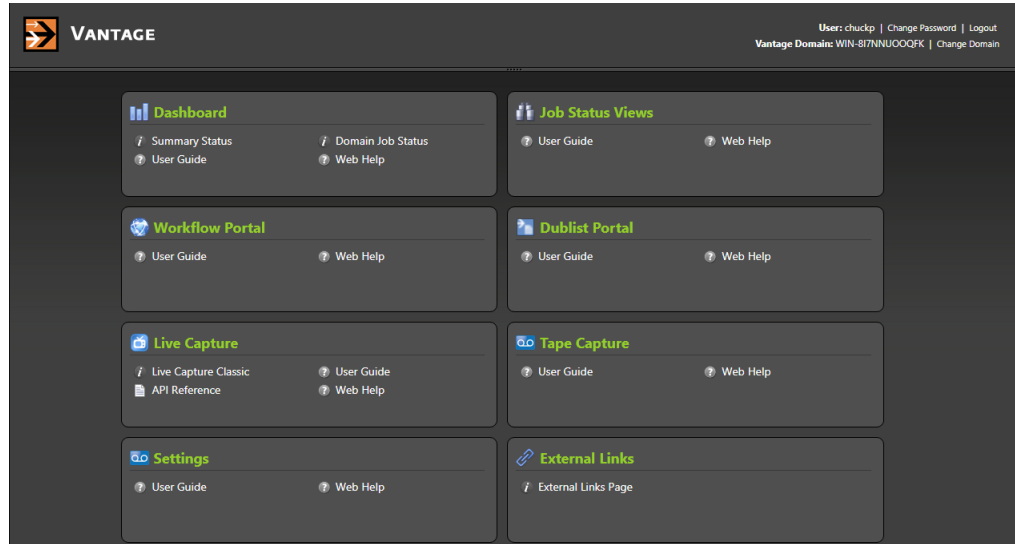 VANTAGE
User: chuckp | Change Password | Logout
Vantage Domain: WIN-8I7NNUOOQFK | Change Domain
Dashboard
Summary Status
Domain Job Status
User Guide
Web Help
Job Status Views
User Guide
Web Help
Workflow Portal
User Guide
Web Help
Dublist Portal
User Guide
Web Help
Live Capture
Live Capture Classic
User Guide
API Reference
Web Help
Tape Capture
User Guide
Web Help
Settings
User Guide
Web Help
External Links
External Links Page